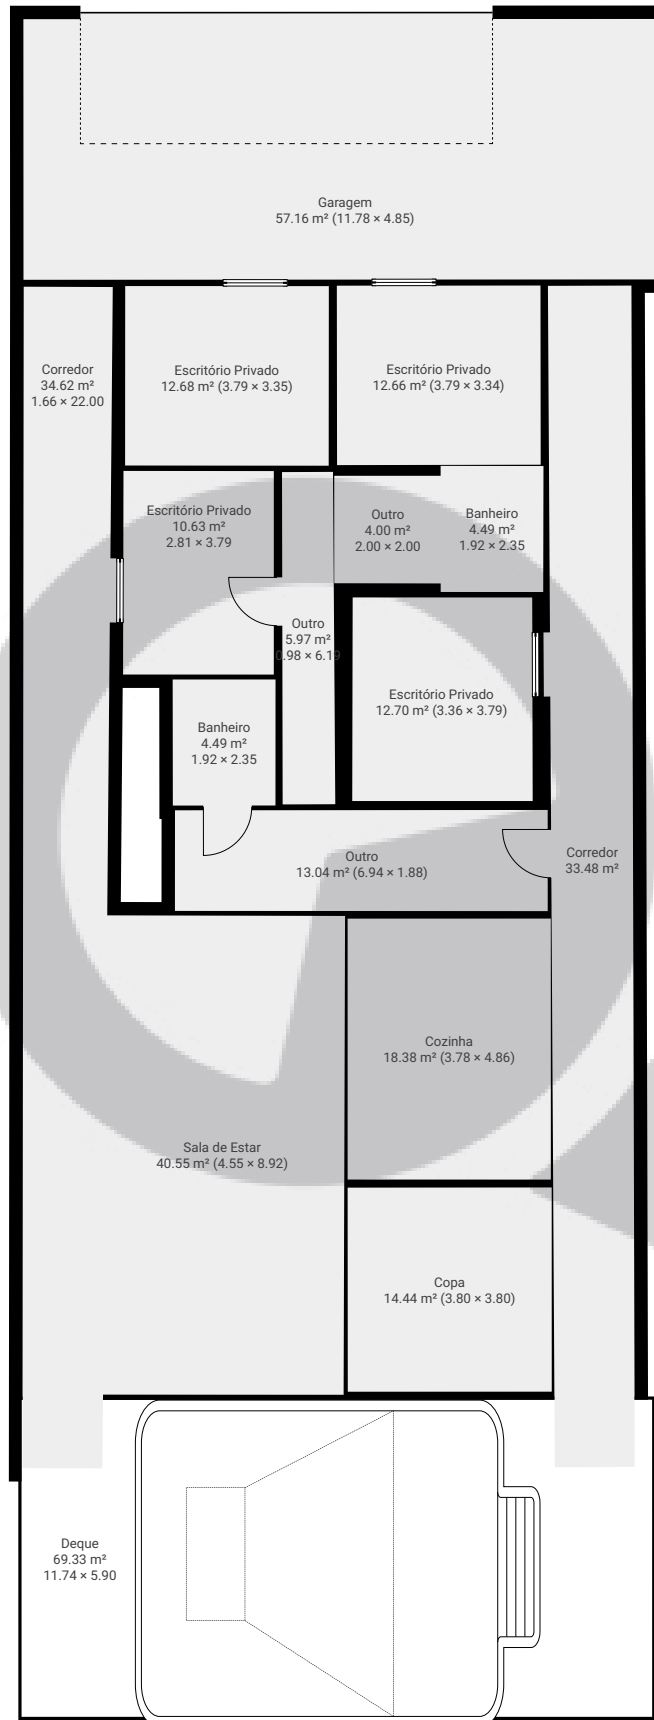 Garagem
57.16 m² (11.78 × 4.85)
Corredor
34.62 m²
1.66 × 22.00
Escritório Privado
12.68 m² (3.79 × 3.35)
Escritório Privado
12.66 m² (3.79 × 3.34)
Escritório Privado
10.63 m²
2.81 × 3.79
Outro
4.00 m²
2.00 × 2.00
Banheiro
4.49 m²
1.92 × 2.35
Outro
5.97 m²
0.98 × 6.19
Escritório Privado
12.70 m² (3.36 × 3.79)
Banheiro
4.49 m²
1.92 × 2.35
Outro
13.04 m² (6.94 × 1.88)
Corredor
33.48 m²
Cozinha
18.38 m² (3.78 × 4.86)
Sala de Estar
40.55 m² (4.55 × 8.92)
Copa
14.44 m² (3.80 × 3.80)
Deque
69.33 m²
11.74 × 5.90